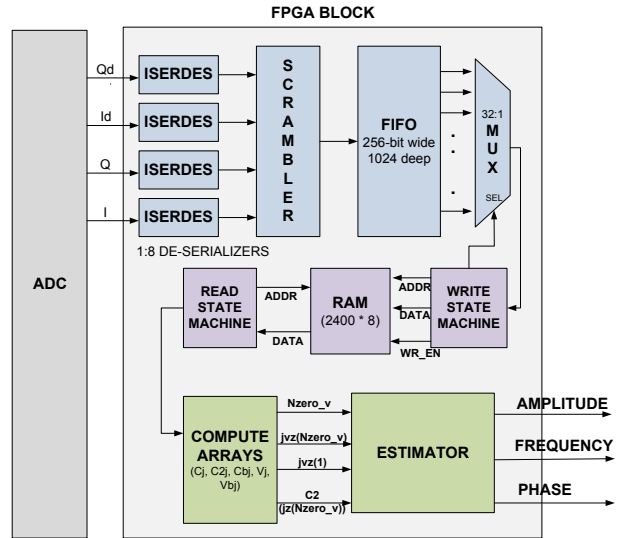 FPGA BLOCK
ADC
Qd
Id
Q
I
ISERDES
ISERDES
ISERDES
ISERDES
1:8 DE-SERIALIZERS
S
C
R
A
M
B
L
E
R
FIFO
256-bit wide
1024 deep
.
.
.
32:1
M
U
X
SEL
READ
STATE
MACHINE
ADDR
DATA
RAM
(2400 * 8)
ADDR
DATA
WR_EN
WRITE
STATE
MACHINE
COMPUTE
ARRAYS
(Cj, C2j, Cbj, Vj,
Vbj)
Nzero_v
jvz(Nzero_v)
jvz(1)
C2
(jz(Nzero_v))
ESTIMATOR
AMPLITUDE
FREQUENCY
PHASE